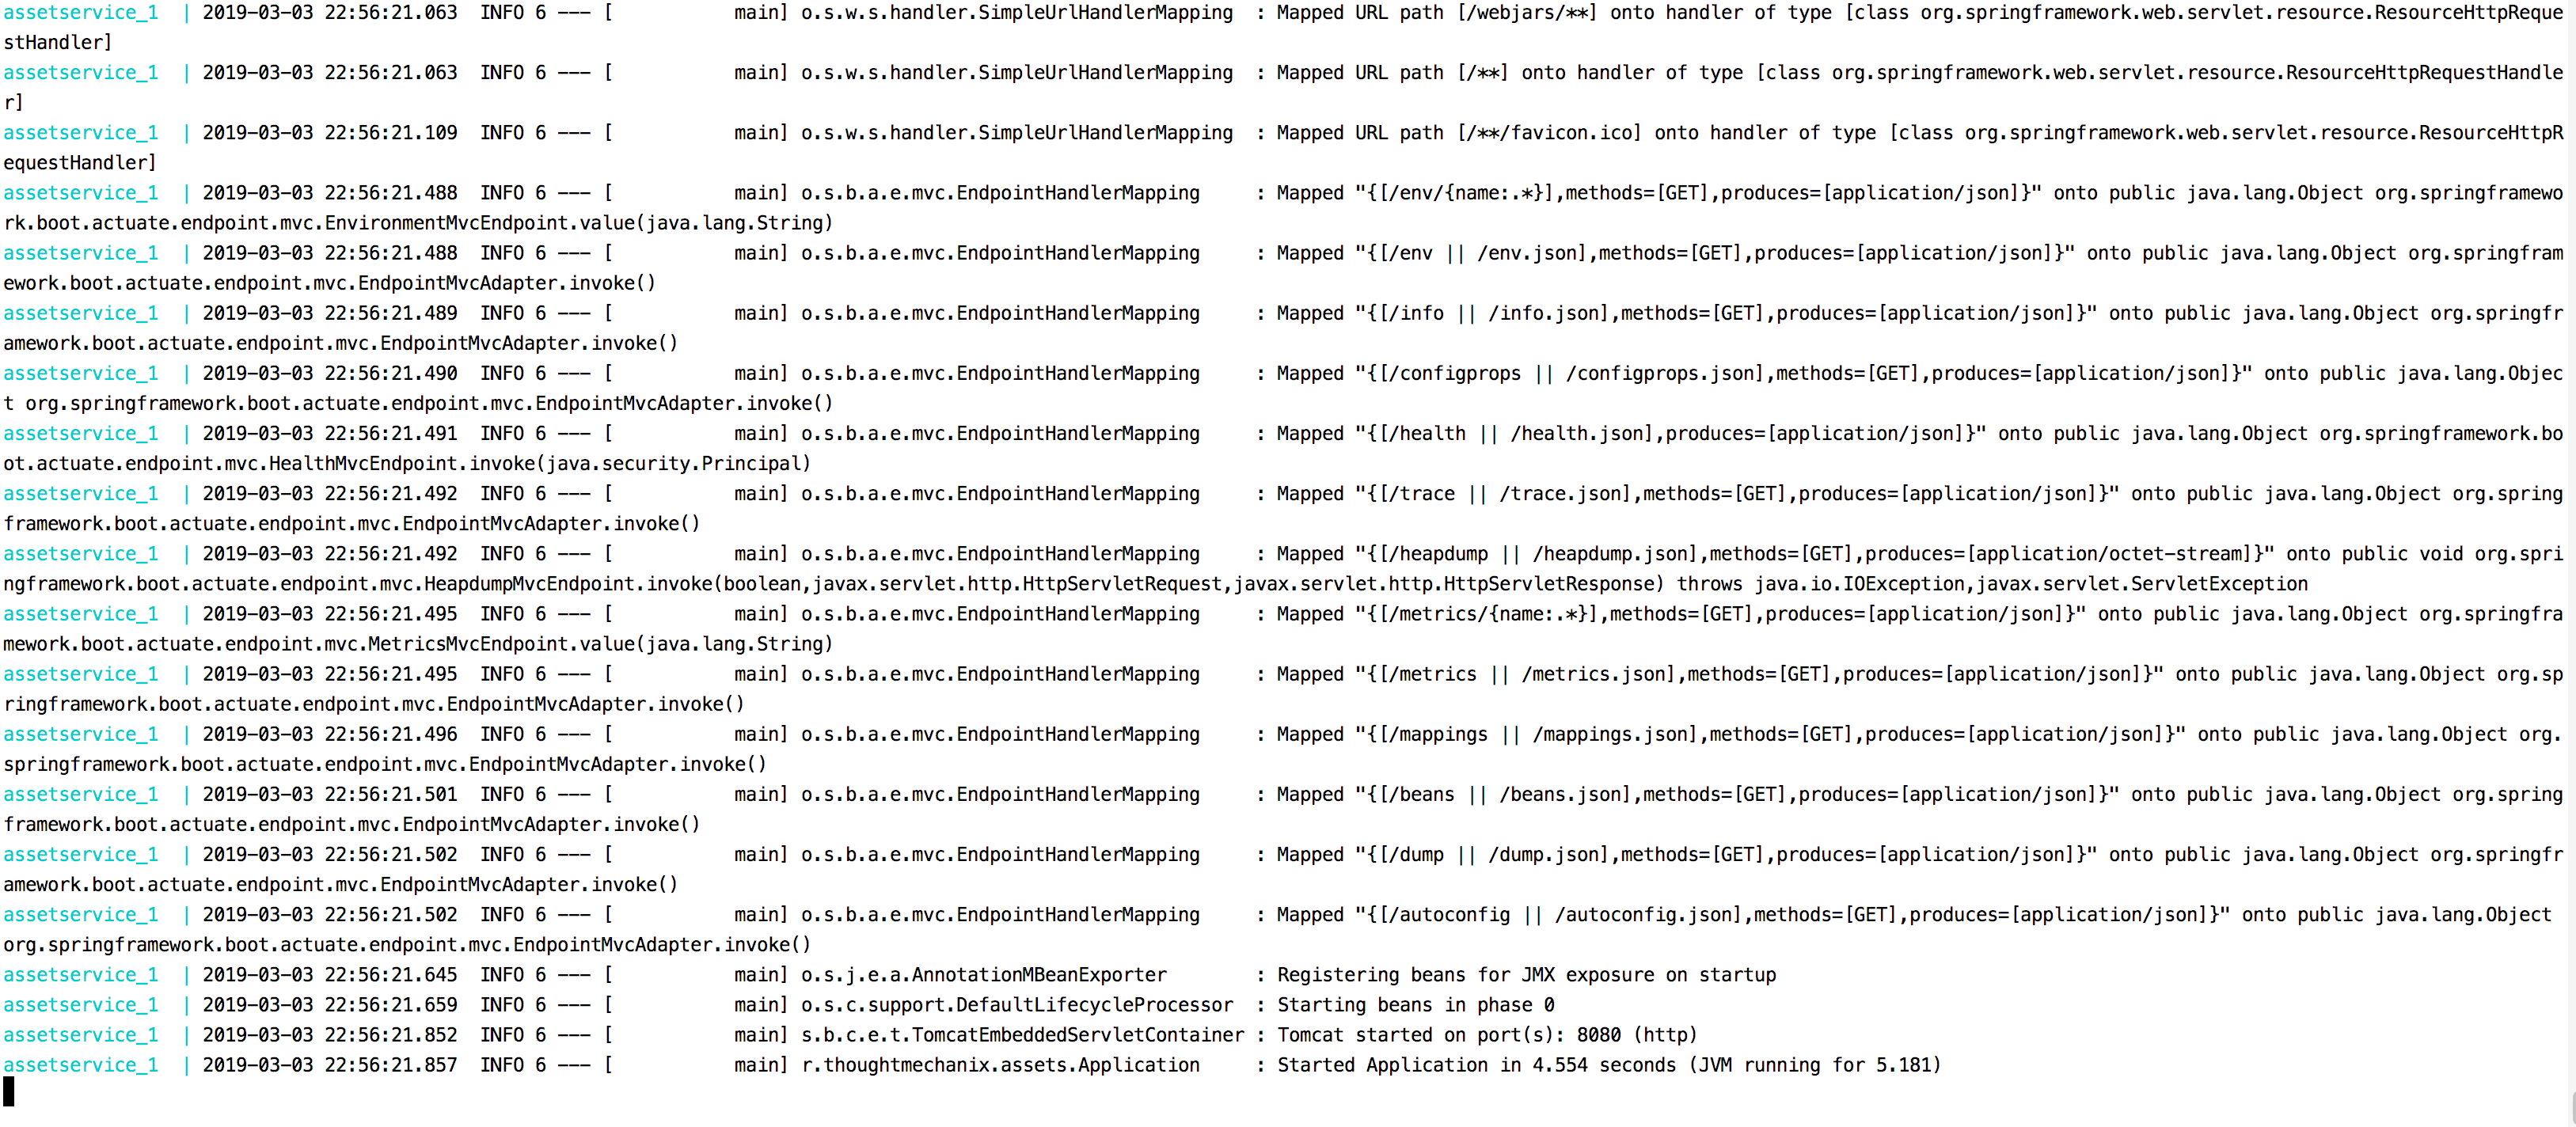 assetservice_1  | 2019-03-03 22:56:21.063  INFO 6 --- [           main] o.s.w.s.handler.SimpleUrlHandlerMapping  : Mapped URL path [/webjars/**] onto handler of type [class org.springframework.web.servlet.resource.ResourceHttpReque
stHandler]
assetservice_1  | 2019-03-03 22:56:21.063  INFO 6 --- [           main] o.s.w.s.handler.SimpleUrlHandlerMapping  : Mapped URL path [/**] onto handler of type [class org.springframework.web.servlet.resource.ResourceHttpRequestHandle
r]
assetservice_1  | 2019-03-03 22:56:21.109  INFO 6 --- [           main] o.s.w.s.handler.SimpleUrlHandlerMapping  : Mapped URL path [/**/favicon.ico] onto handler of type [class org.springframework.web.servlet.resource.ResourceHttpR
equestHandler]
assetservice_1  | 2019-03-03 22:56:21.488  INFO 6 --- [           main] o.s.b.a.e.mvc.EndpointHandlerMapping     : Mapped "{[/env/{name:.*}],methods=[GET],produces=[application/json]}" onto public java.lang.Object org.springframewo
rk.boot.actuate.endpoint.mvc.EnvironmentMvcEndpoint.value(java.lang.String)
assetservice_1  | 2019-03-03 22:56:21.488  INFO 6 --- [           main] o.s.b.a.e.mvc.EndpointHandlerMapping     : Mapped "{[/env || /env.json],methods=[GET],produces=[application/json]}" onto public java.lang.Object org.springfram
ework.boot.actuate.endpoint.mvc.EndpointMvcAdapter.invoke()
assetservice_1  | 2019-03-03 22:56:21.489  INFO 6 --- [           main] o.s.b.a.e.mvc.EndpointHandlerMapping     : Mapped "{[/info || /info.json],methods=[GET],produces=[application/json]}" onto public java.lang.Object org.springfr
amework.boot.actuate.endpoint.mvc.EndpointMvcAdapter.invoke()
assetservice_1  | 2019-03-03 22:56:21.490  INFO 6 --- [           main] o.s.b.a.e.mvc.EndpointHandlerMapping     : Mapped "{[/configprops || /configprops.json],methods=[GET],produces=[application/json]}" onto public java.lang.Objec
t org.springframework.boot.actuate.endpoint.mvc.EndpointMvcAdapter.invoke()
assetservice_1  | 2019-03-03 22:56:21.491  INFO 6 --- [           main] o.s.b.a.e.mvc.EndpointHandlerMapping     : Mapped "{[/health || /health.json],produces=[application/json]}" onto public java.lang.Object org.springframework.bo
ot.actuate.endpoint.mvc.HealthMvcEndpoint.invoke(java.security.Principal)
assetservice_1  | 2019-03-03 22:56:21.492  INFO 6 --- [           main] o.s.b.a.e.mvc.EndpointHandlerMapping     : Mapped "{[/trace || /trace.json],methods=[GET],produces=[application/json]}" onto public java.lang.Object org.spring
framework.boot.actuate.endpoint.mvc.EndpointMvcAdapter.invoke()
assetservice_1  | 2019-03-03 22:56:21.492  INFO 6 --- [           main] o.s.b.a.e.mvc.EndpointHandlerMapping     : Mapped "{[/heapdump || /heapdump.json],methods=[GET],produces=[application/octet-stream]}" onto public void org.spri
ngframework.boot.actuate.endpoint.mvc.HeapdumpMvcEndpoint.invoke(boolean,javax.servlet.http.HttpServletRequest,javax.servlet.http.HttpServletResponse) throws java.io.IOException,javax.servlet.ServletException
assetservice_1  | 2019-03-03 22:56:21.495  INFO 6 --- [           main] o.s.b.a.e.mvc.EndpointHandlerMapping     : Mapped "{[/metrics/{name:.*}],methods=[GET],produces=[application/json]}" onto public java.lang.Object org.springfra
mework.boot.actuate.endpoint.mvc.MetricsMvcEndpoint.value(java.lang.String)
assetservice_1  | 2019-03-03 22:56:21.495  INFO 6 --- [           main] o.s.b.a.e.mvc.EndpointHandlerMapping     : Mapped "{[/metrics || /metrics.json],methods=[GET],produces=[application/json]}" onto public java.lang.Object org.sp
ringframework.boot.actuate.endpoint.mvc.EndpointMvcAdapter.invoke()
assetservice_1  | 2019-03-03 22:56:21.496  INFO 6 --- [           main] o.s.b.a.e.mvc.EndpointHandlerMapping     : Mapped "{[/mappings || /mappings.json],methods=[GET],produces=[application/json]}" onto public java.lang.Object org.
springframework.boot.actuate.endpoint.mvc.EndpointMvcAdapter.invoke()
assetservice_1  | 2019-03-03 22:56:21.501  INFO 6 --- [           main] o.s.b.a.e.mvc.EndpointHandlerMapping     : Mapped "{[/beans || /beans.json],methods=[GET],produces=[application/json]}" onto public java.lang.Object org.spring
framework.boot.actuate.endpoint.mvc.EndpointMvcAdapter.invoke()
assetservice_1  | 2019-03-03 22:56:21.502  INFO 6 --- [           main] o.s.b.a.e.mvc.EndpointHandlerMapping     : Mapped "{[/dump || /dump.json],methods=[GET],produces=[application/json]}" onto public java.lang.Object org.springfr
amework.boot.actuate.endpoint.mvc.EndpointMvcAdapter.invoke()
assetservice_1  | 2019-03-03 22:56:21.502  INFO 6 --- [           main] o.s.b.a.e.mvc.EndpointHandlerMapping     : Mapped "{[/autoconfig || /autoconfig.json],methods=[GET],produces=[application/json]}" onto public java.lang.Object
org.springframework.boot.actuate.endpoint.mvc.EndpointMvcAdapter.invoke()
assetservice_1  | 2019-03-03 22:56:21.645  INFO 6 --- [           main] o.s.j.e.a.AnnotationMBeanExporter        : Registering beans for JMX exposure on startup
assetservice_1  | 2019-03-03 22:56:21.659  INFO 6 --- [           main] o.s.c.support.DefaultLifecycleProcessor  : Starting beans in phase 0
assetservice_1  | 2019-03-03 22:56:21.852  INFO 6 --- [           main] s.b.c.e.t.TomcatEmbeddedServletContainer : Tomcat started on port(s): 8080 (http)
assetservice_1  | 2019-03-03 22:56:21.857  INFO 6 --- [           main] r.thoughtmechanix.assets.Application     : Started Application in 4.554 seconds (JVM running for 5.181)